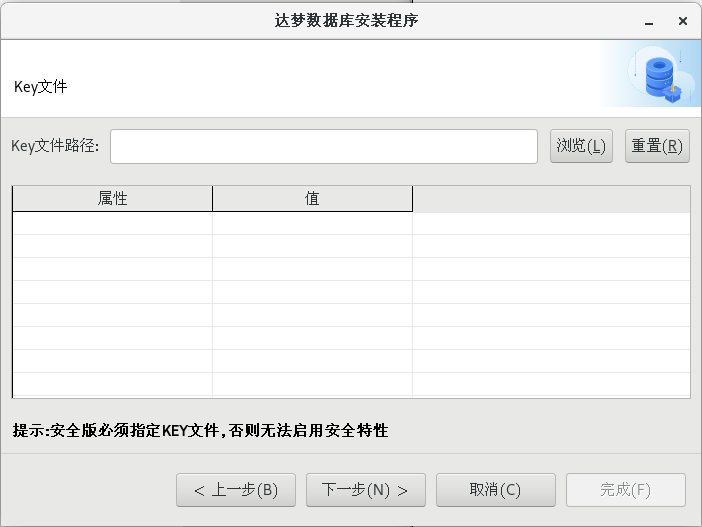 达梦数据库安装程序
Key文件
Key文件路径: 浏览(L) 重置(R)
属性 值
提示:安全版必须指定KEY文件,否则无法启用安全特性
< 上一步(B) 下一步(N) > 取消(C) 完成(F)